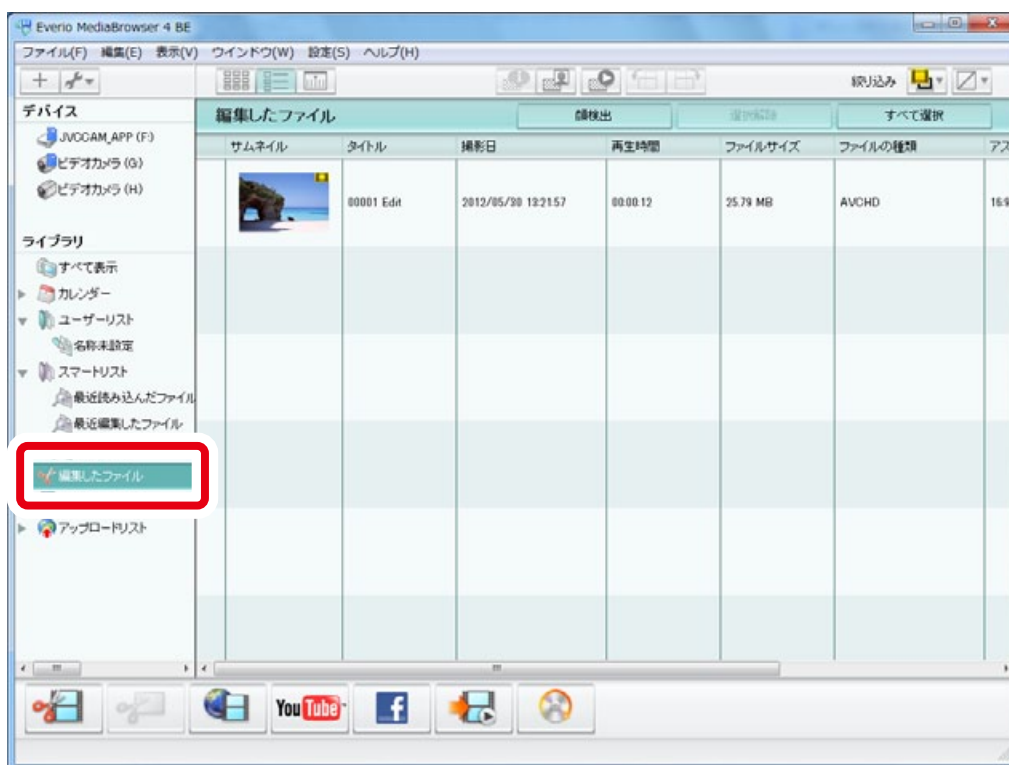 Everio MediaBrowser 4 BE
ファイル(F) 編集(E) 表示(V) ウインドウ(W) 設定(S) ヘルプ(H)
絞り込み
デバイス
JVCCAM_APP (F:)
ビデオカメラ (G)
ビデオカメラ (H)
ライブラリ
すべて表示
カレンダー
ユーザーリスト
名称未設定
スマートリスト
最近読み込んだファイル
最近編集したファイル
編集したファイル
アップロードリスト
編集したファイル 顔検出 選択解除 すべて選択
サムネイル タイトル 撮影日 再生時間 ファイルサイズ ファイルの種類 アス
00001 Edit 2012/05/30 13:21:57 00:00:12 25.79 MB AVCHD 16:9
YouTube f